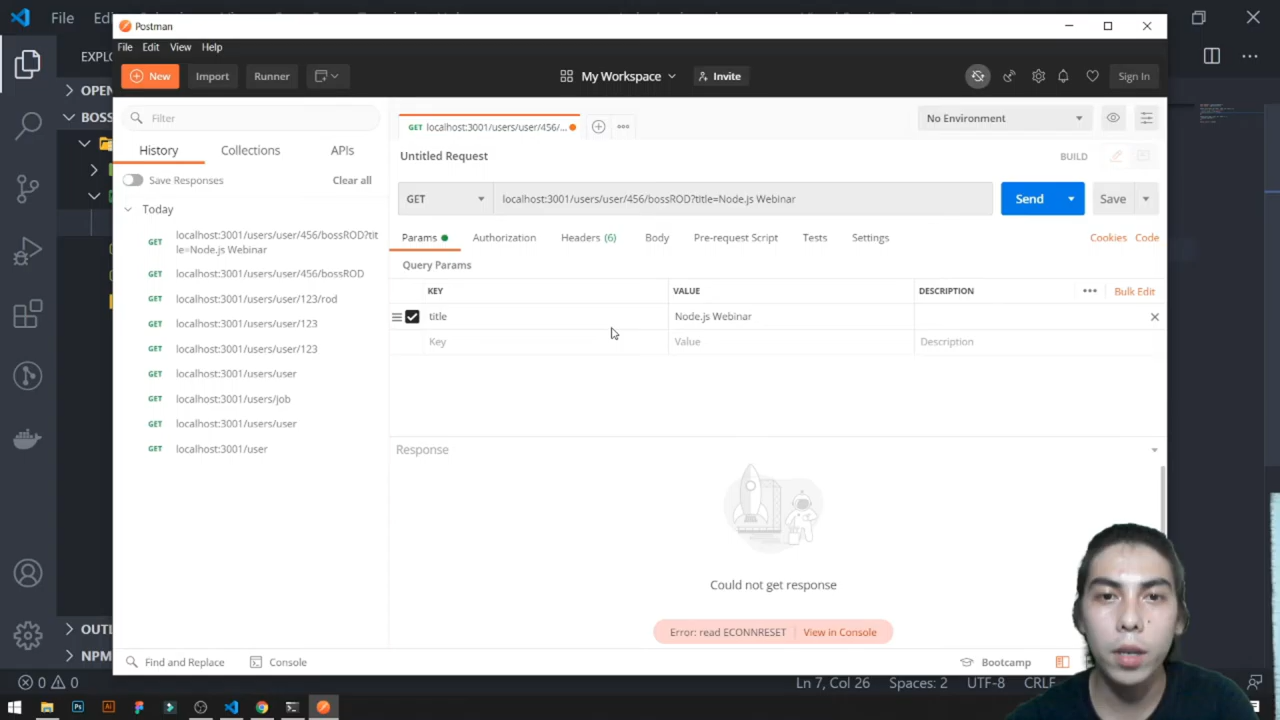 File
Postman
File Edit View Help
New Import Runner My Workspace Invite Sign In
EXPL
OPEN
BOSS
Filter
GET localhost:3001/users/user/456/... No Environment
History Collections APIs
Untitled Request BUILD
Save Responses Clear all
GET localhost:3001/users/user/456/bossROD?title=Node.js Webinar Send Save
Today
GET localhost:3001/users/user/456/bossROD?tit
le=Node.js Webinar
GET localhost:3001/users/user/456/bossROD
GET localhost:3001/users/user/123/rod
GET localhost:3001/users/user/123
GET localhost:3001/users/user/123
GET localhost:3001/users/user
GET localhost:3001/users/job
GET localhost:3001/users/user
GET localhost:3001/user
Params Authorization Headers (6) Body Pre-request Script Tests Settings Cookies Code
Query Params
KEY VALUE DESCRIPTION Bulk Edit
title Node.js Webinar
Key Value Description
Response
Could not get response
Error: read ECONNRESET View in Console
OUTL
NPM
Find and Replace Console Bootcamp
0 0 Ln 7, Col 26 Spaces: 2 UTF-8 CRLF
Ps Ai